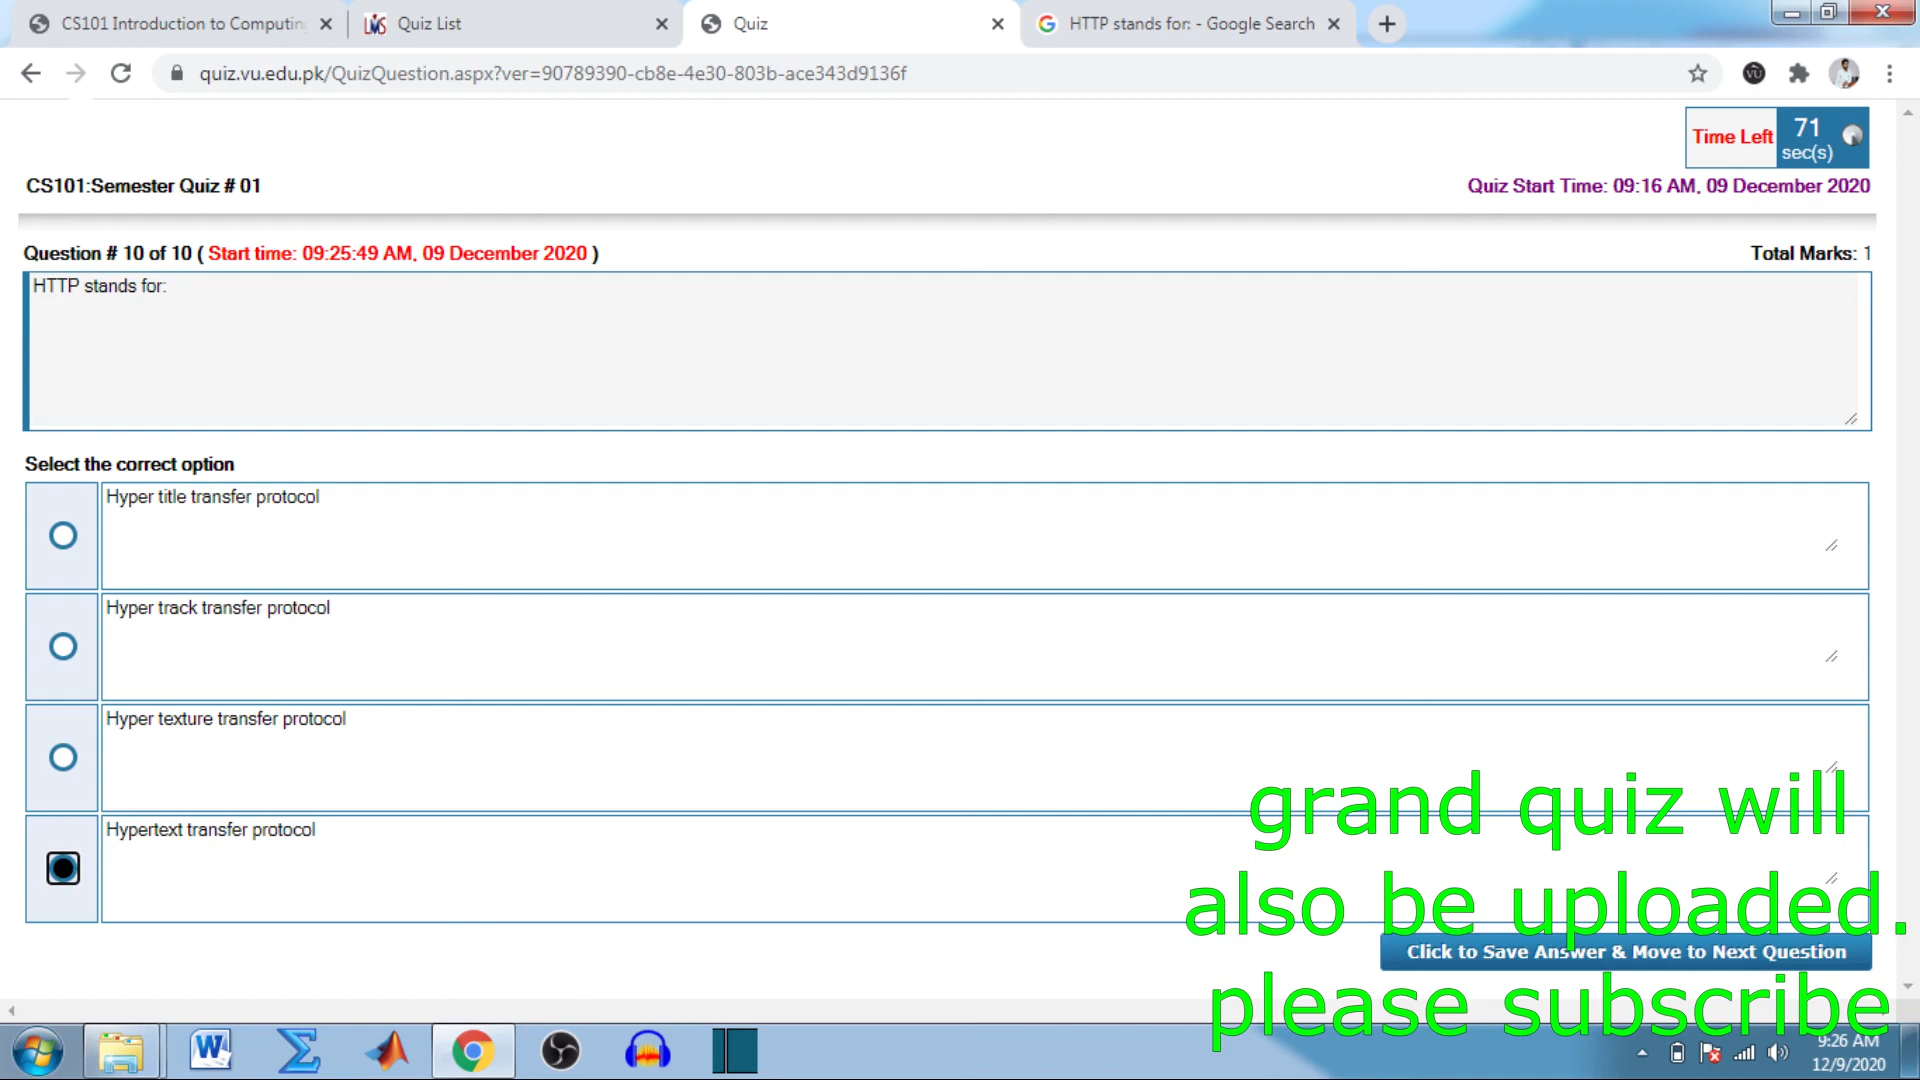 CS101 Introduction to Computing
Quiz List
Quiz
HTTP stands for: - Google Search
quiz.vu.edu.pk/QuizQuestion.aspx?ver=90789390-cb8e-4e30-803b-ace343d9136f
Time Left
71
sec(s)
CS101:Semester Quiz # 01
Quiz Start Time: 09:16 AM, 09 December 2020
Question # 10 of 10 ( Start time: 09:25:49 AM, 09 December 2020 )
Total Marks: 1
HTTP stands for:
Select the correct option
Hyper title transfer protocol
Hyper track transfer protocol
Hyper texture transfer protocol
Hypertext transfer protocol
grand quiz will
also be uploaded.
Click to Save Answer & Move to Next Question
please subscribe
9:26 AM
12/9/2020